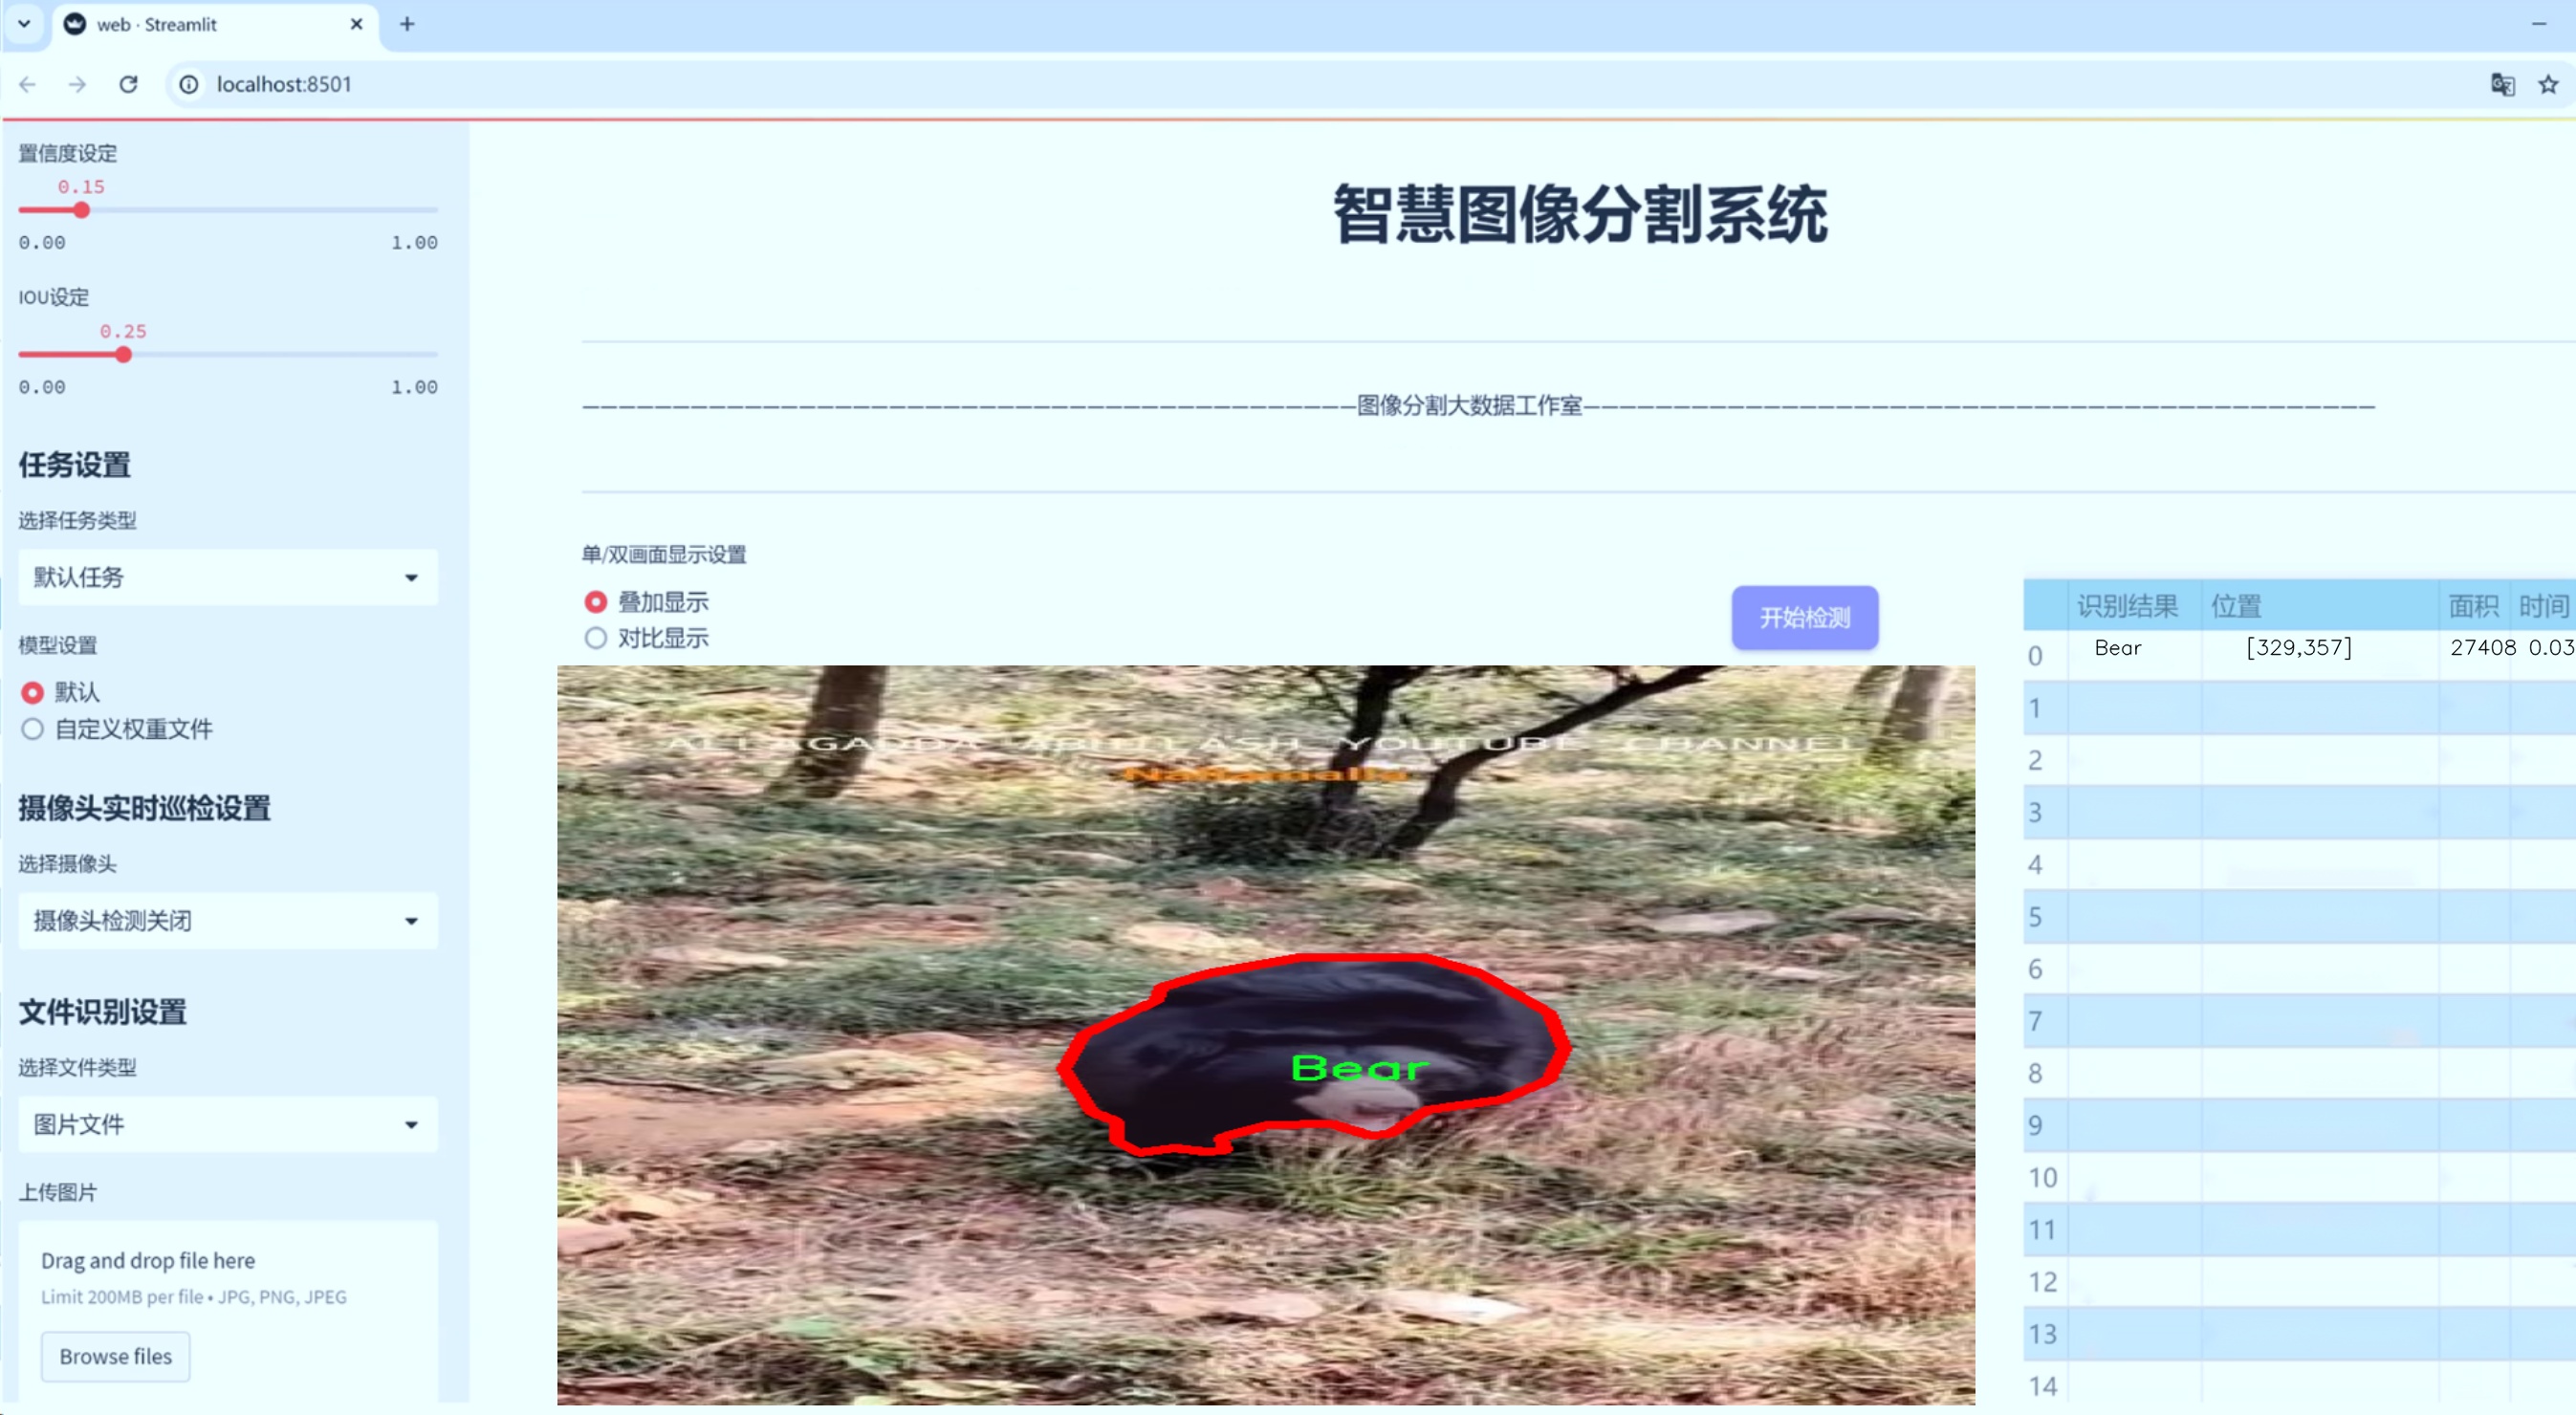 web · Streamlit
localhost:8501
置信度设定
0.15
0.00 1.00
IOU设定
0.25
0.00 1.00
任务设置
选择任务类型
默认任务
模型设置
默认
自定义权重文件
摄像头实时巡检设置
选择摄像头
摄像头检测关闭
文件识别设置
选择文件类型
图片文件
上传图片
Drag and drop file here
Limit 200MB per file • JPG, PNG, JPEG
Browse files
智慧图像分割系统
图像分割大数据工作室
单/双画面显示设置
叠加显示
对比显示
开始检测
ALLAGADDA ABHILASH YOUTUBE CHANNEL
Nallamalla
Bear
识别结果 位置 面积 时间
0 Bear [329,357] 27408 0.03
1
2
3
4
5
6
7
8
9
10
11
12
13
14